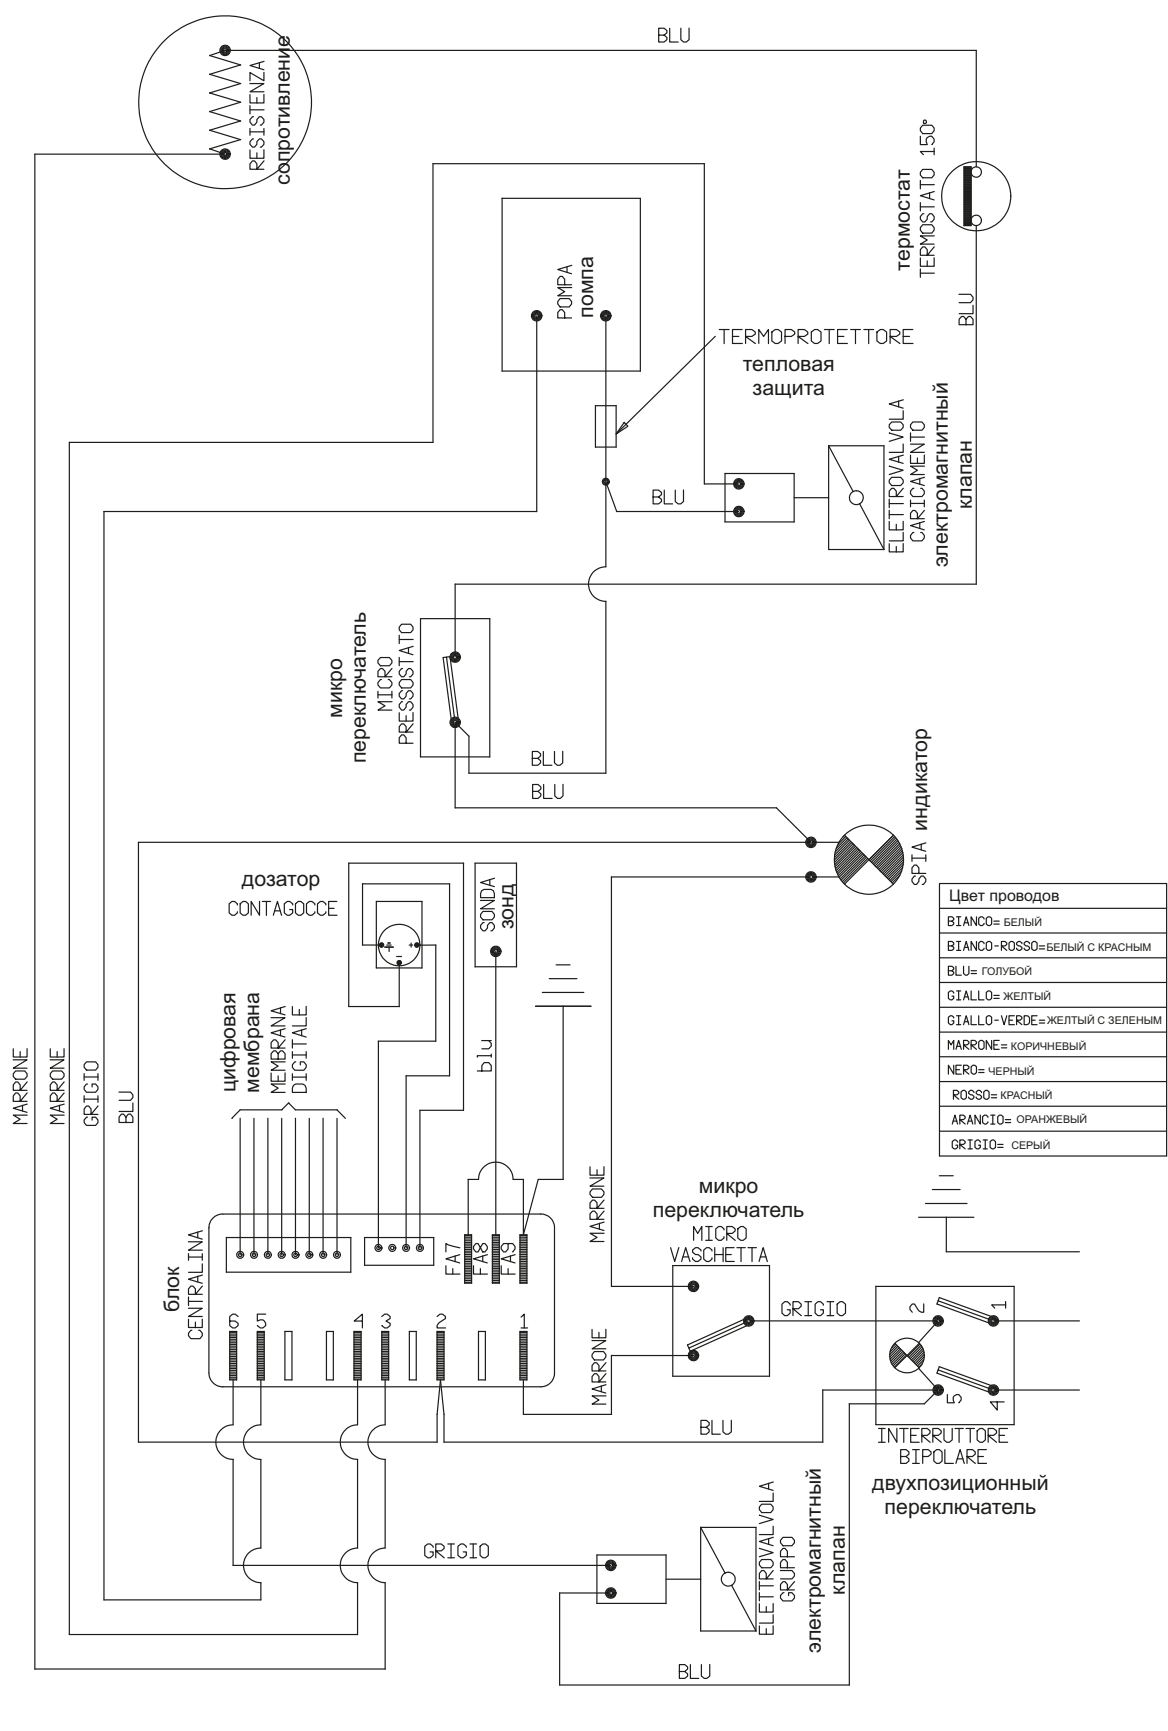 BLU
RESISTENZA
сопротивление
термостат
TERMOSTATO 150°
POMPA
помпа
BLU
TERMOPROTETTORE
тепловая
защита
ELETTROVALVOLA
CARICAMENTO
электромагнитный
клапан
BLU
микро
переключатель
MICRO
PRESSOSTATO
BLU
BLU
SPIA индикатор
дозатор
CONTAGOCCE
+
+
−
SONDA
зонд
Цвет проводов
BIANCO= БЕЛЫЙ
BIANCO-ROSSO=БЕЛЫЙ С КРАСНЫМ
BLU= ГОЛУБОЙ
GIALLO= ЖЕЛТЫЙ
GIALLO-VERDE=ЖЕЛТЫЙ С ЗЕЛЕНЫМ
MARRONE= КОРИЧНЕВЫЙ
NERO= ЧЕРНЫЙ
ROSSO= КРАСНЫЙ
ARANCIO= ОРАНЖЕВЫЙ
GRIGIO= СЕРЫЙ
цифровая
мембрана
MEMBRANA
DIGITALE
blu
MARRONE
MARRONE
GRIGIO
BLU
MARRONE
микро
переключатель
MICRO
VASCHETTA
блок
CENTRALINA
FA7
FA8
FA9
6 5 4 3 2 1
GRIGIO
MARRONE
2 1
5 4
BLU
INTERRUTTORE
BIPOLARE
двухпозиционный
переключатель
GRIGIO
ELETTROVALVOLA
GRUPPO
электромагнитный
клапан
BLU